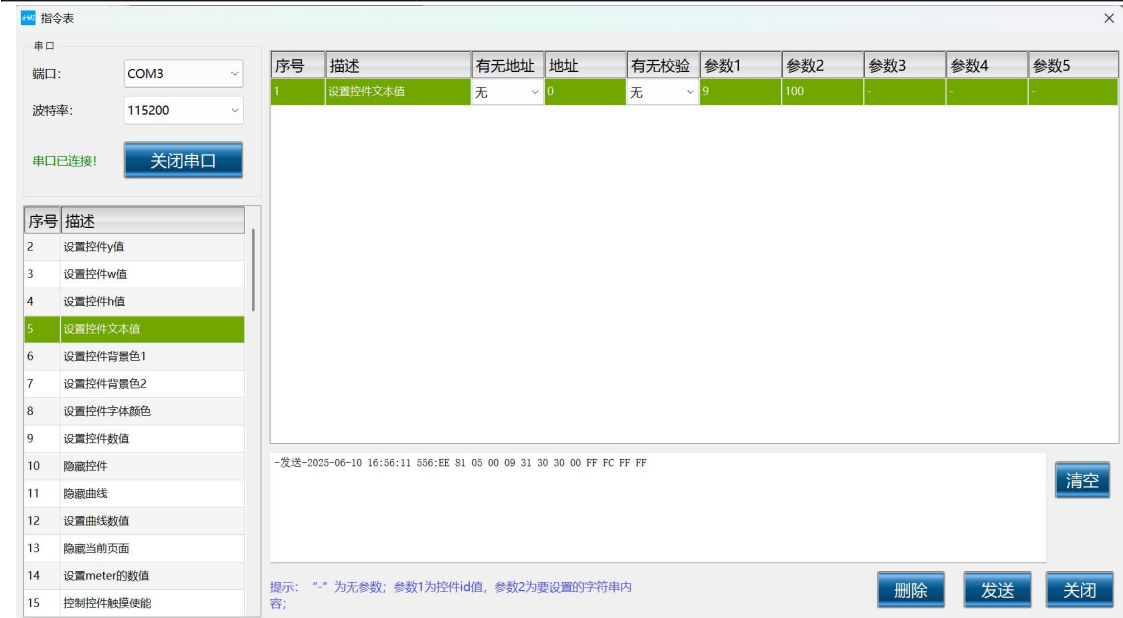 指令表
串口
端口: COM3
波特率: 115200
串口已连接! 关闭串口
序号 描述
2 设置控件y值
3 设置控件w值
4 设置控件h值
5 设置控件文本值
6 设置控件背景色1
7 设置控件背景色2
8 设置控件字体颜色
9 设置控件数值
10 隐藏控件
11 隐藏曲线
12 设置曲线数值
13 隐藏当前页面
14 设置meter的数值
15 控制控件触摸使能
序号 描述 有无地址 地址 有无校验 参数1 参数2 参数3 参数4 参数5
1 设置控件文本值 无 0 无 9 100 - - -
-发送-2025-06-10 16:56:11 556:EE 81 05 00 09 31 30 30 00 FF FC FF FF
清空
提示: “-”为无参数; 参数1为控件id值, 参数2为要设置的字符串内
容;
删除 发送 关闭